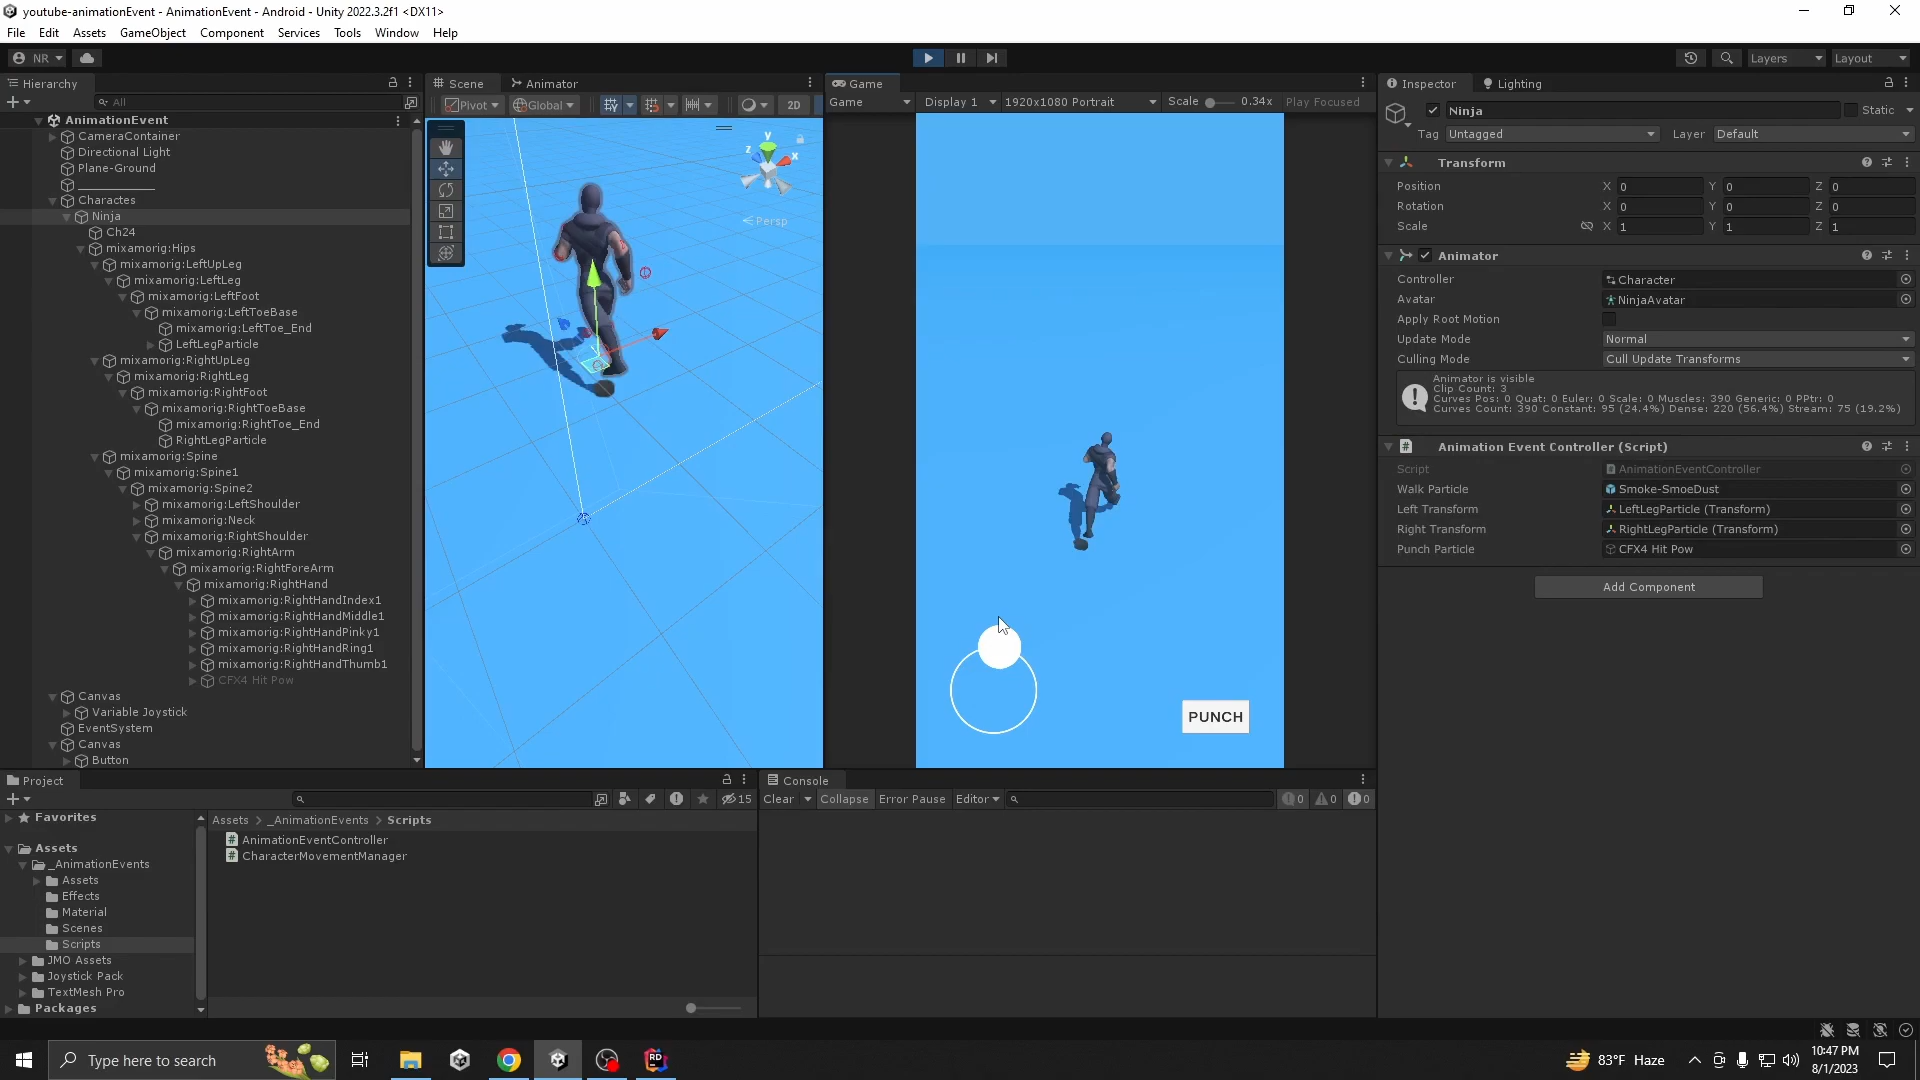 youtube-animationEvent - AnimationEvent - Android - Unity 2022.3.2f1 <DX11>
File Edit Assets GameObject Component Services Tools Window Help
NR
Layers
Layout
Hierarchy
All
AnimationEvent
CameraContainer
Directional Light
Plane-Ground
____________
Charactes
Ninja
Ch24
mixamorig:Hips
mixamorig:LeftUpLeg
mixamorig:LeftLeg
mixamorig:LeftFoot
mixamorig:LeftToeBase
mixamorig:LeftToe_End
LeftLegParticle
mixamorig:RightUpLeg
mixamorig:RightLeg
mixamorig:RightFoot
mixamorig:RightToeBase
mixamorig:RightToe_End
RightLegParticle
mixamorig:Spine
mixamorig:Spine1
mixamorig:Spine2
mixamorig:LeftShoulder
mixamorig:Neck
mixamorig:RightShoulder
mixamorig:RightArm
mixamorig:RightForeArm
mixamorig:RightHand
mixamorig:RightHandIndex1
mixamorig:RightHandMiddle1
mixamorig:RightHandPinky1
mixamorig:RightHandRing1
mixamorig:RightHandThumb1
CFX4 Hit Pow
Canvas
Variable Joystick
EventSystem
Canvas
Button
Scene Animator
Pivot Global 2D
y
z x
Persp
Game
Game Display 1 1920x1080 Portrait Scale 0.34x Play Focused
PUNCH
Inspector Lighting
Ninja Static
Tag Untagged Layer Default
Transform
Position X 0 Y 0 Z 0
Rotation X 0 Y 0 Z 0
Scale X 1 Y 1 Z 1
Animator
Controller Character
Avatar NinjaAvatar
Apply Root Motion
Update Mode Normal
Culling Mode Cull Update Transforms
Animator is visible
Clip Count: 3
Curves Pos: 0 Quat: 0 Euler: 0 Scale: 0 Muscles: 390 Generic: 0 PPtr: 0
Curves Count: 390 Constant: 95 (24.4%) Dense: 220 (56.4%) Stream: 75 (19.2%)
# Animation Event Controller (Script)
Script AnimationEventController
Walk Particle Smoke-SmoeDust
Left Transform LeftLegParticle (Transform)
Right Transform RightLegParticle (Transform)
Punch Particle CFX4 Hit Pow
Add Component
Project
15
Favorites
Assets
_AnimationEvents
Assets
Effects
Material
Scenes
Scripts
JMO Assets
Joystick Pack
TextMesh Pro
Packages
Assets > _AnimationEvents > Scripts
# AnimationEventController
# CharacterMovementManager
Console
Clear Collapse Error Pause Editor 0 0 0
Type here to search
RD
83°F Haze
10:47 PM
8/1/2023